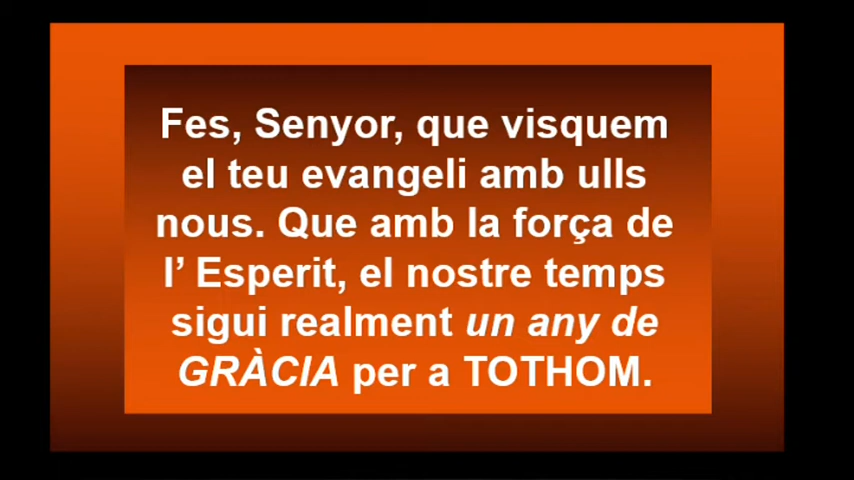 Fes, Senyor, que visquem
el teu evangeli amb ulls
nous. Que amb la força de
l’ Esperit, el nostre temps
sigui realment un any de
GRÀCIA per a TOTHOM.